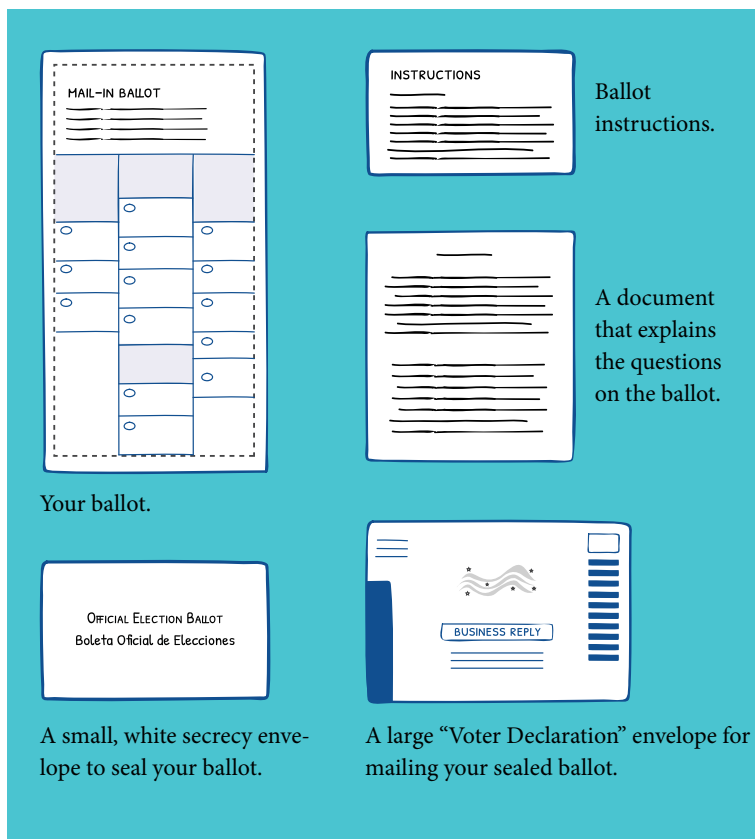 MAIL-IN BALLOT
Your ballot.
INSTRUCTIONS
Ballot
instructions.
A document
that explains
the questions
on the ballot.
OFFICIAL ELECTION BALLOT
Boleta Oficial de Elecciones
A small, white secrecy enve-
lope to seal your ballot.
BUSINESS REPLY
A large “Voter Declaration” envelope for
mailing your sealed ballot.